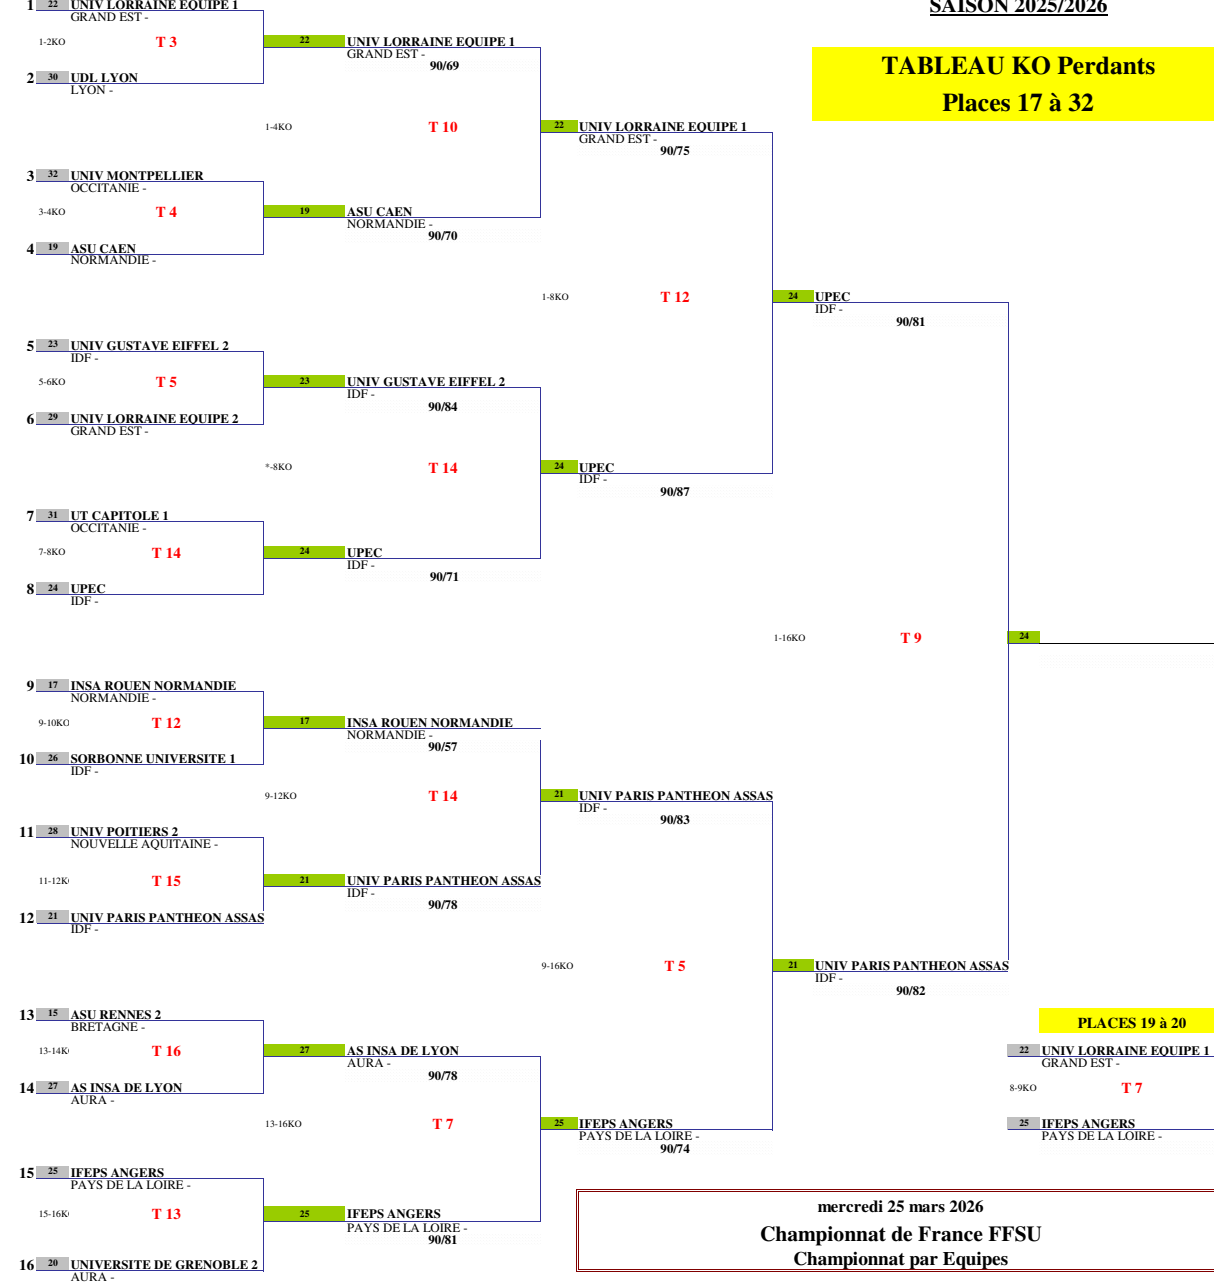 SAISON 2025/2026
TABLEAU KO Perdants
Places 17 à 32
1 22 UNIV LORRAINE EQUIPE 1
GRAND EST -
1-2KO T 3
22 UNIV LORRAINE EQUIPE 1
GRAND EST -
90/69
2 30 UDL LYON
LYON -
1-4KO T 10
22 UNIV LORRAINE EQUIPE 1
GRAND EST -
90/75
3 32 UNIV MONTPELLIER
OCCITANIE -
3-4KO T 4
19 ASU CAEN
NORMANDIE -
90/70
4 19 ASU CAEN
NORMANDIE -
1-8KO T 12
24 UPEC
IDF -
90/81
5 23 UNIV GUSTAVE EIFFEL 2
IDF -
5-6KO T 5
23 UNIV GUSTAVE EIFFEL 2
IDF -
90/84
6 29 UNIV LORRAINE EQUIPE 2
GRAND EST -
*-8KO T 14
24 UPEC
IDF -
90/87
7 31 UT CAPITOLE 1
OCCITANIE -
7-8KO T 14
24 UPEC
IDF -
90/71
8 24 UPEC
IDF -
1-16KO T 9
24
9 17 INSA ROUEN NORMANDIE
NORMANDIE -
9-10KO T 12
17 INSA ROUEN NORMANDIE
NORMANDIE -
90/57
10 26 SORBONNE UNIVERSITE 1
IDF -
9-12KO T 14
21 UNIV PARIS PANTHEON ASSAS
IDF -
90/83
11 28 UNIV POITIERS 2
NOUVELLE AQUITAINE -
11-12K T 15
21 UNIV PARIS PANTHEON ASSAS
IDF -
90/78
12 21 UNIV PARIS PANTHEON ASSAS
IDF -
9-16KO T 5
21 UNIV PARIS PANTHEON ASSAS
IDF -
90/82
13 15 ASU RENNES 2
BRETAGNE -
13-14K T 16
27 AS INSA DE LYON
AURA -
90/78
14 27 AS INSA DE LYON
AURA -
13-16KO T 7
25 IFEPS ANGERS
PAYS DE LA LOIRE -
90/74
15 25 IFEPS ANGERS
PAYS DE LA LOIRE -
15-16K T 13
25 IFEPS ANGERS
PAYS DE LA LOIRE -
90/81
16 20 UNIVERSITE DE GRENOBLE 2
AURA -
PLACES 19 à 20
22 UNIV LORRAINE EQUIPE 1
GRAND EST -
8-9KO T 7
25 IFEPS ANGERS
PAYS DE LA LOIRE -
mercredi 25 mars 2026
Championnat de France FFSU
Championnat par Equipes